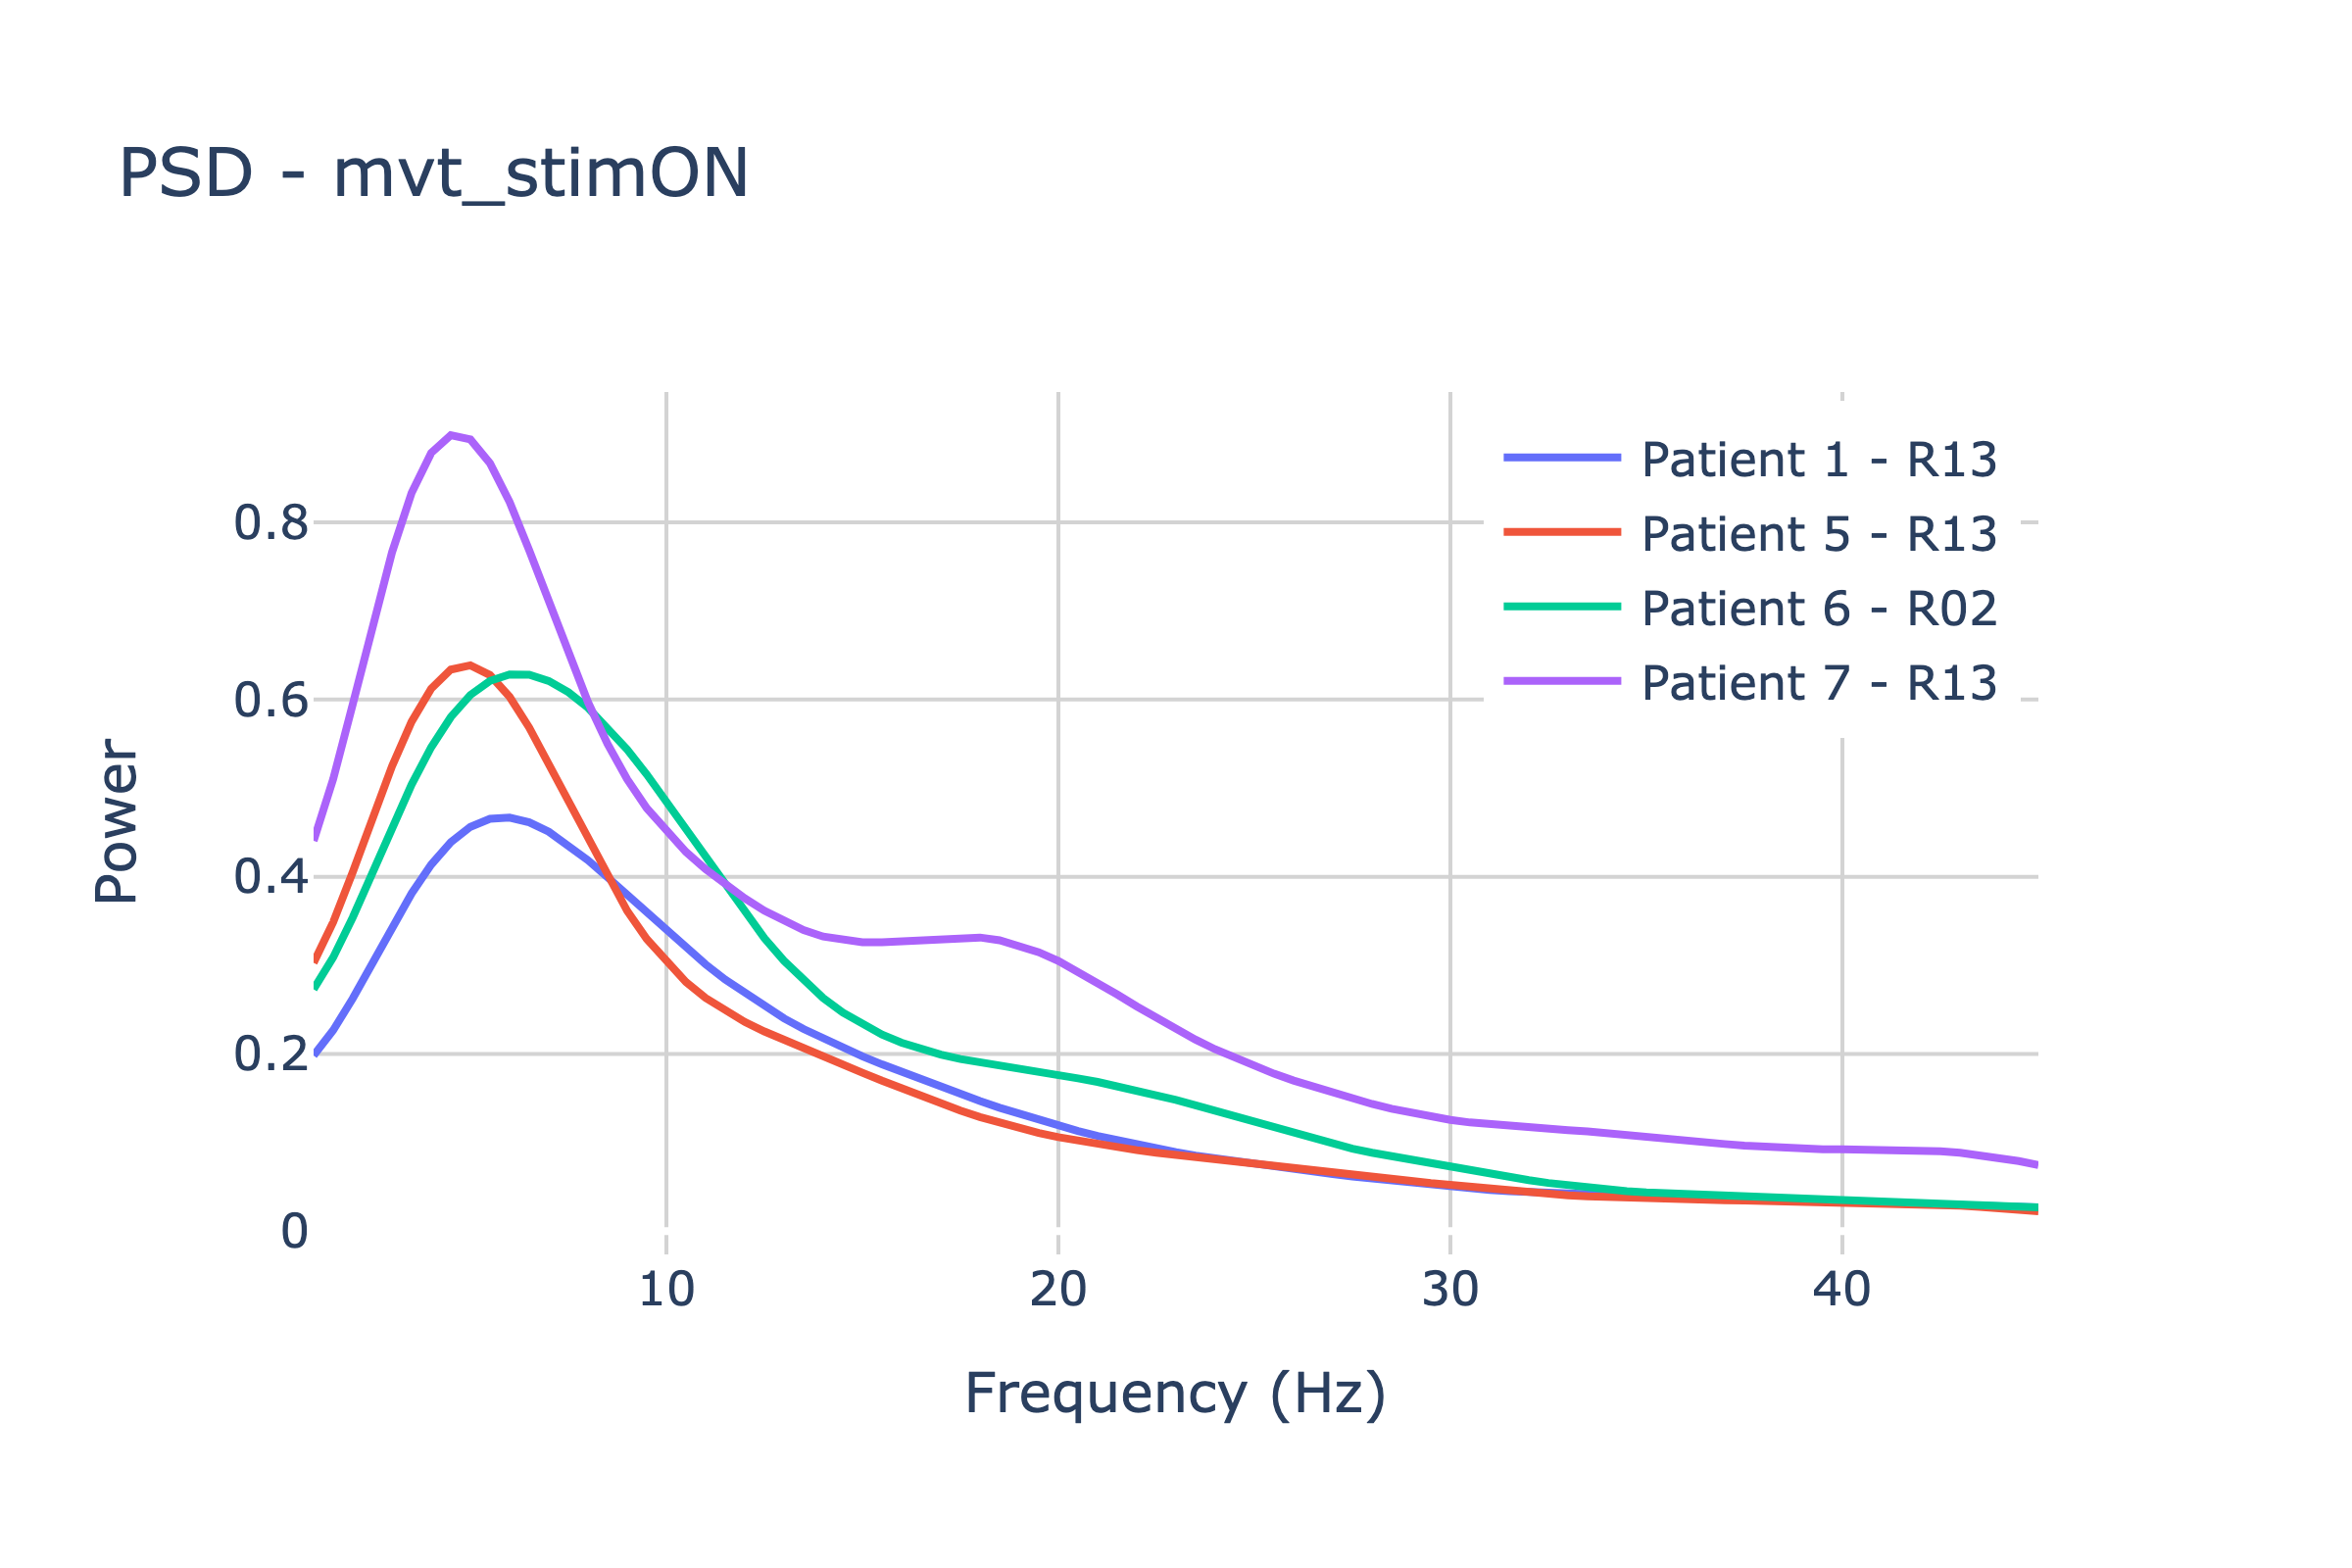 PSD - mvt_stimON
Patient 1 - R13
Patient 5 - R13
Patient 6 - R02
Patient 7 - R13
0.8
0.6
0.4
0.2
0
Power
10
20
30
40
Frequency (Hz)